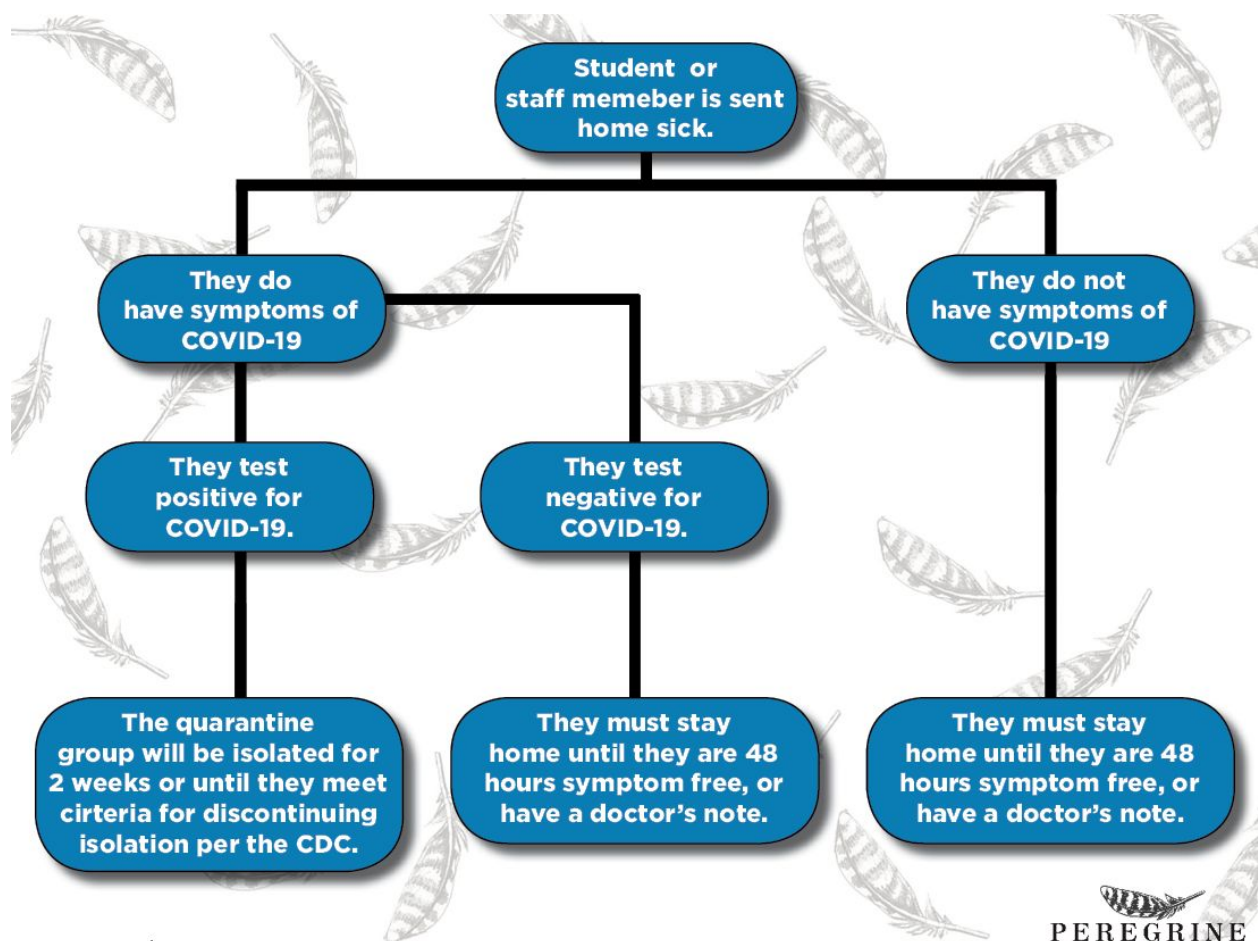 Student or
staff memeber is sent
home sick.
They do
have symptoms of
COVID-19
They do not
have symptoms of
COVID-19
They test
positive for
COVID-19.
They test
negative for
COVID-19.
The quarantine
group will be isolated for
2 weeks or until they meet
cirteria for discontinuing
isolation per the CDC.
They must stay
home until they are 48
hours symptom free, or
have a doctor's note.
They must stay
home until they are 48
hours symptom free, or
have a doctor's note.
PEREGRINE